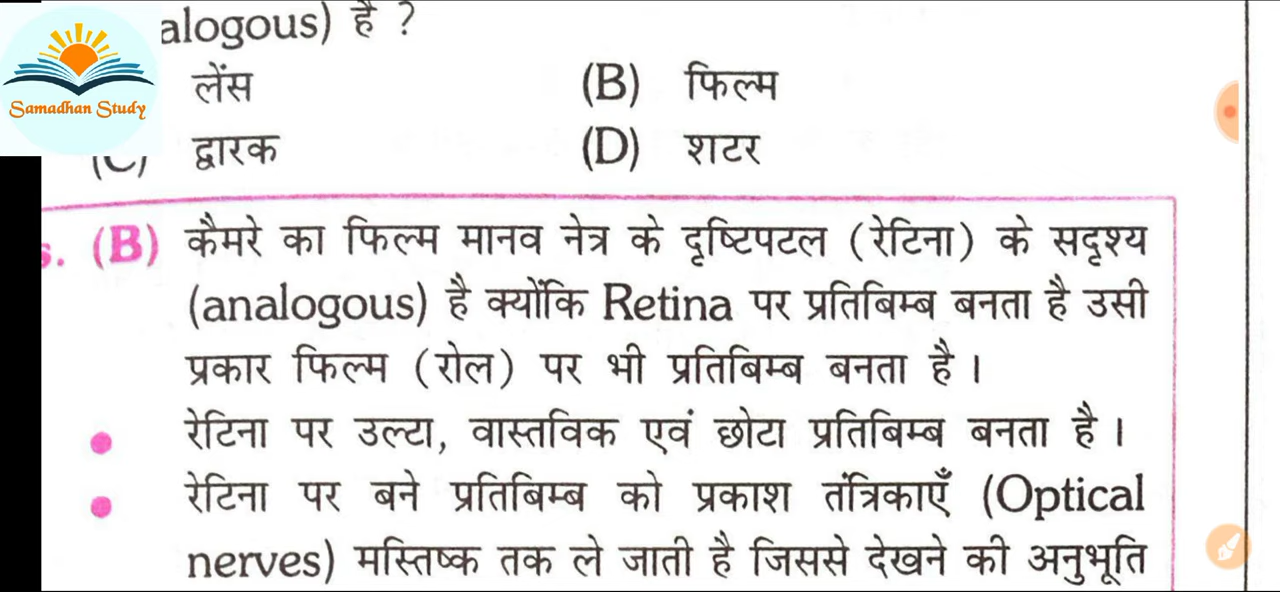 alogous) है ?
Samadhan Study
लेंस (B) फिल्म
(C) द्वारक (D) शटर
(B) कैमरे का फिल्म मानव नेत्र के दृष्टिपटल (रेटिना) के सदृश्य
(analogous) है क्योंकि Retina पर प्रतिबिम्ब बनता है उसी
प्रकार फिल्म (रोल) पर भी प्रतिबिम्ब बनता है ।
रेटिना पर उल्टा, वास्तविक एवं छोटा प्रतिबिम्ब बनता है ।
रेटिना पर बने प्रतिबिम्ब को प्रकाश तंत्रिकाएँ (Optical
nerves) मस्तिष्क तक ले जाती है जिससे देखने की अनुभूति